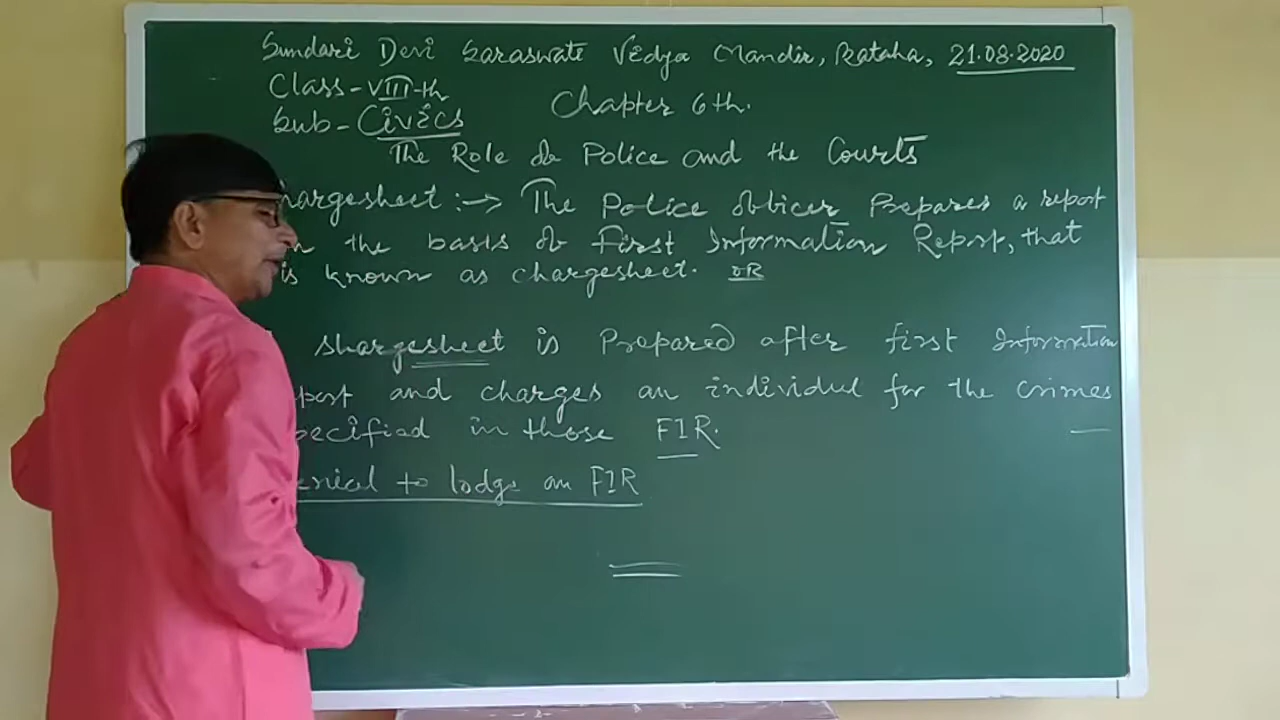 Sundari Devi Saraswati Vidya Mandir, Rataha, 21.08.2020
Class-VIII-th
Chapter 6th.
Sub-Civics
The Role of Police and the Courts
hargesheet :-> The Police officer Prepares a report
n the basis of First Information Report, that
is known as chargesheet. OR
shargesheet is Prepared after first Information
port and charges an individual for the crimes
pecified in those FIR.
enial to lodge an FIR